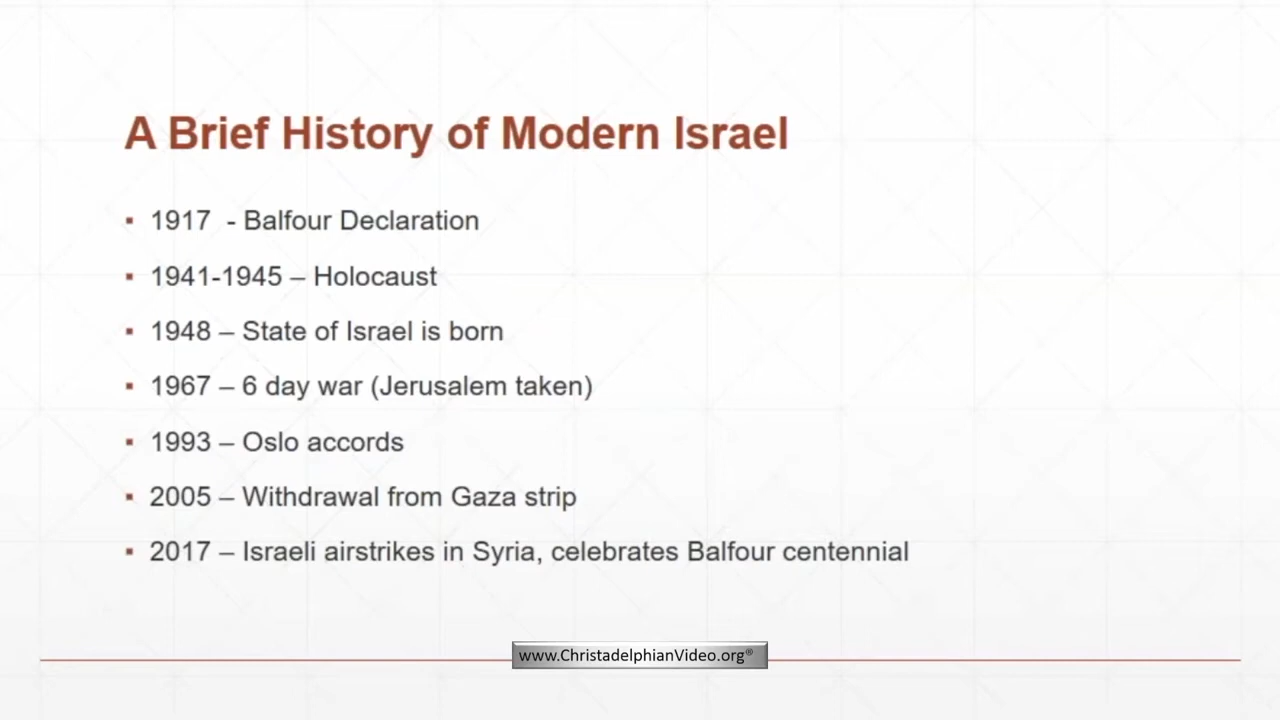 A Brief History of Modern Israel
▪ 1917  - Balfour Declaration
▪ 1941-1945 – Holocaust
▪ 1948 – State of Israel is born
▪ 1967 – 6 day war (Jerusalem taken)
▪ 1993 – Oslo accords
▪ 2005 – Withdrawal from Gaza strip
▪ 2017 – Israeli airstrikes in Syria, celebrates Balfour centennial
www.ChristadelphianVideo.org®